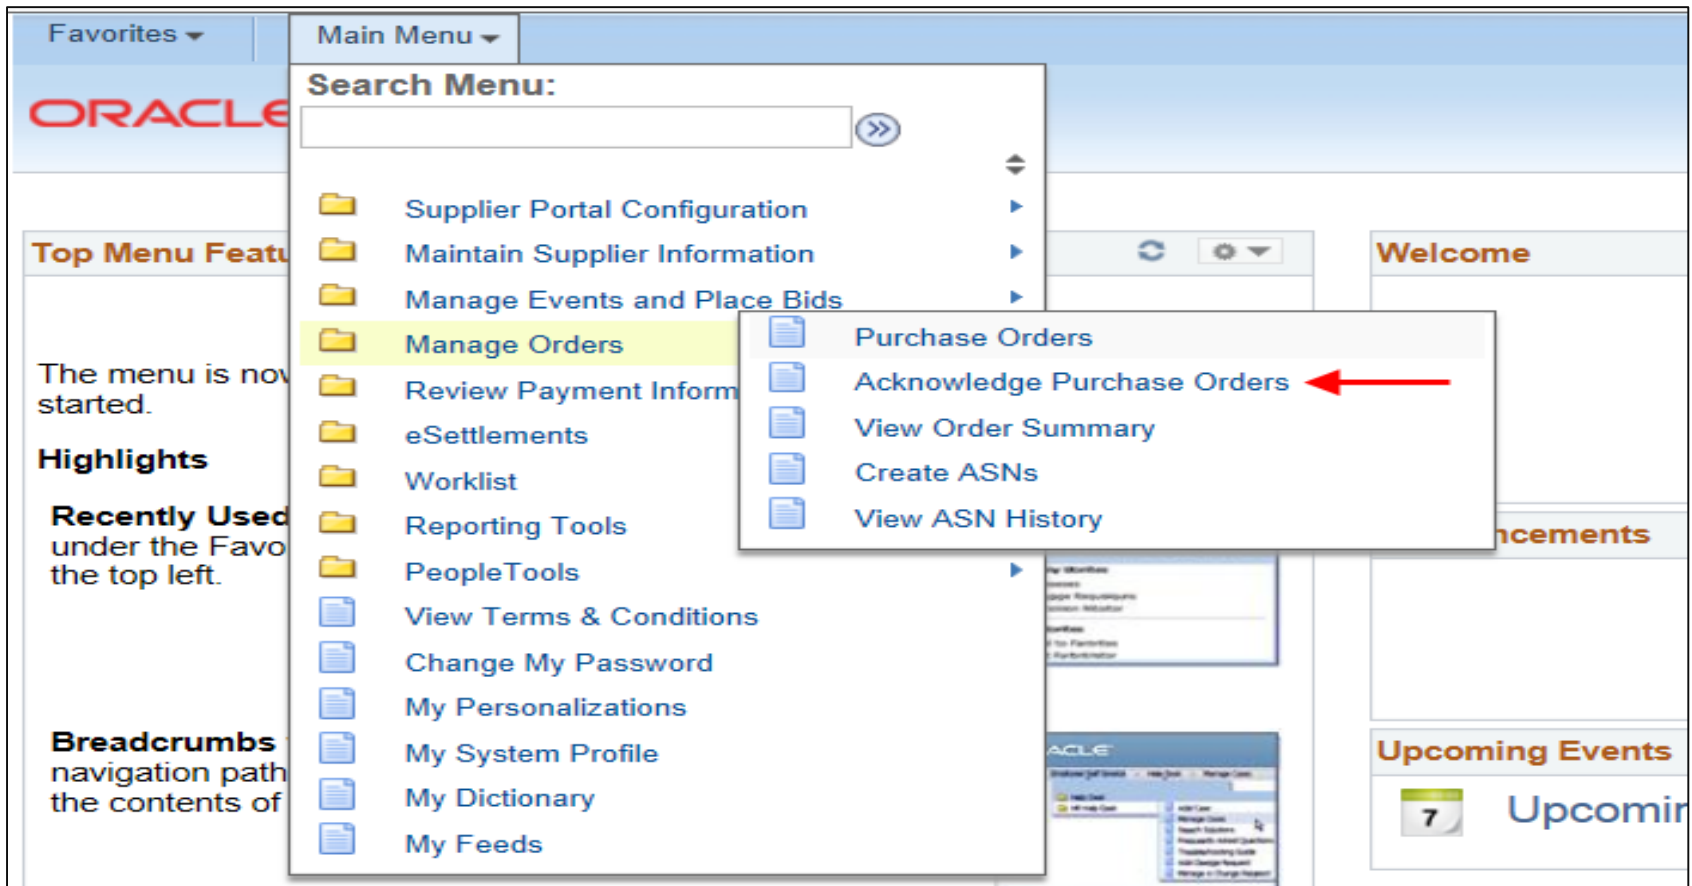 Favorites
Main Menu
Search Menu:
ORACLE
Supplier Portal Configuration
Maintain Supplier Information
Manage Events and Place Bids
Manage Orders
Review Payment Inform
eSettlements
Worklist
Reporting Tools
PeopleTools
View Terms & Conditions
Change My Password
My Personalizations
My System Profile
My Dictionary
My Feeds
Purchase Orders
Acknowledge Purchase Orders
View Order Summary
Create ASNs
View ASN History
Top Menu Featu
The menu is nov
started.
Highlights
Recently Used
under the Favo
the top left.
Breadcrumbs
navigation path
the contents of
Welcome
ncements
Upcoming Events
7
Upcomin
ACLE